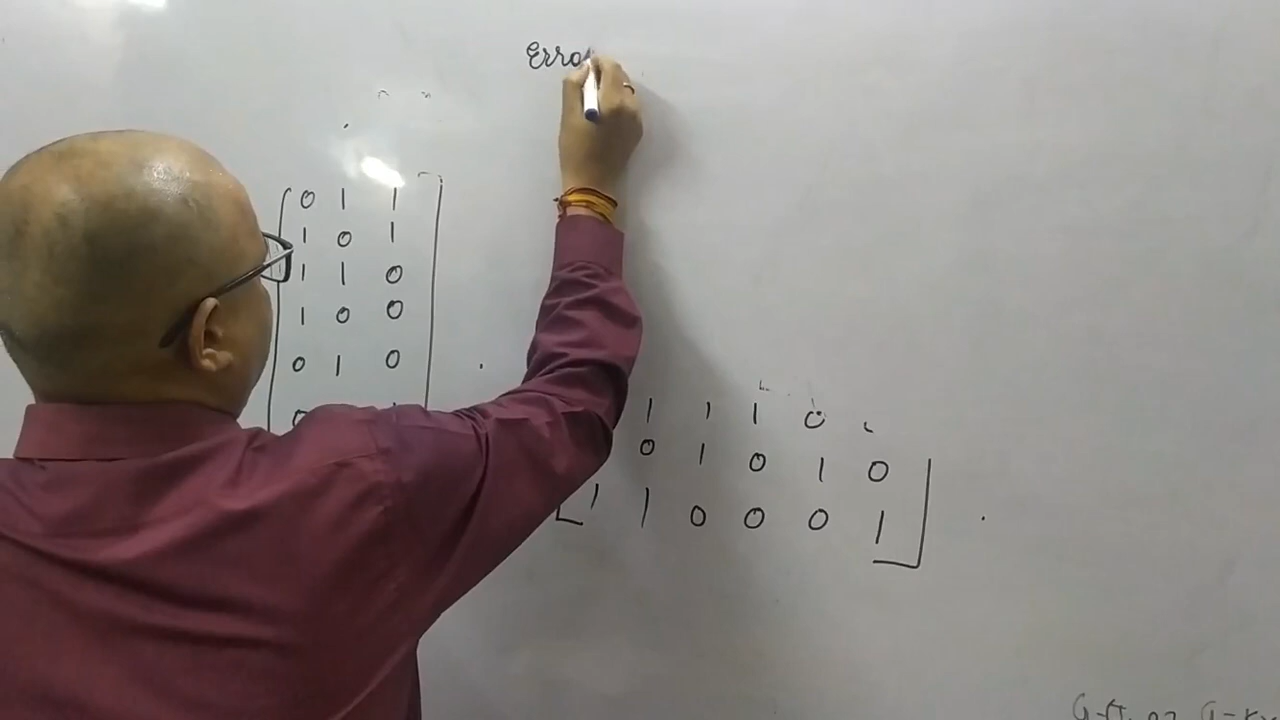 Erro
0 1 1
1 0 1
1 1 0
1 0 0
0 1 0
1 1 1 0
0 1 0 1 0
1 1 0 0 0 1